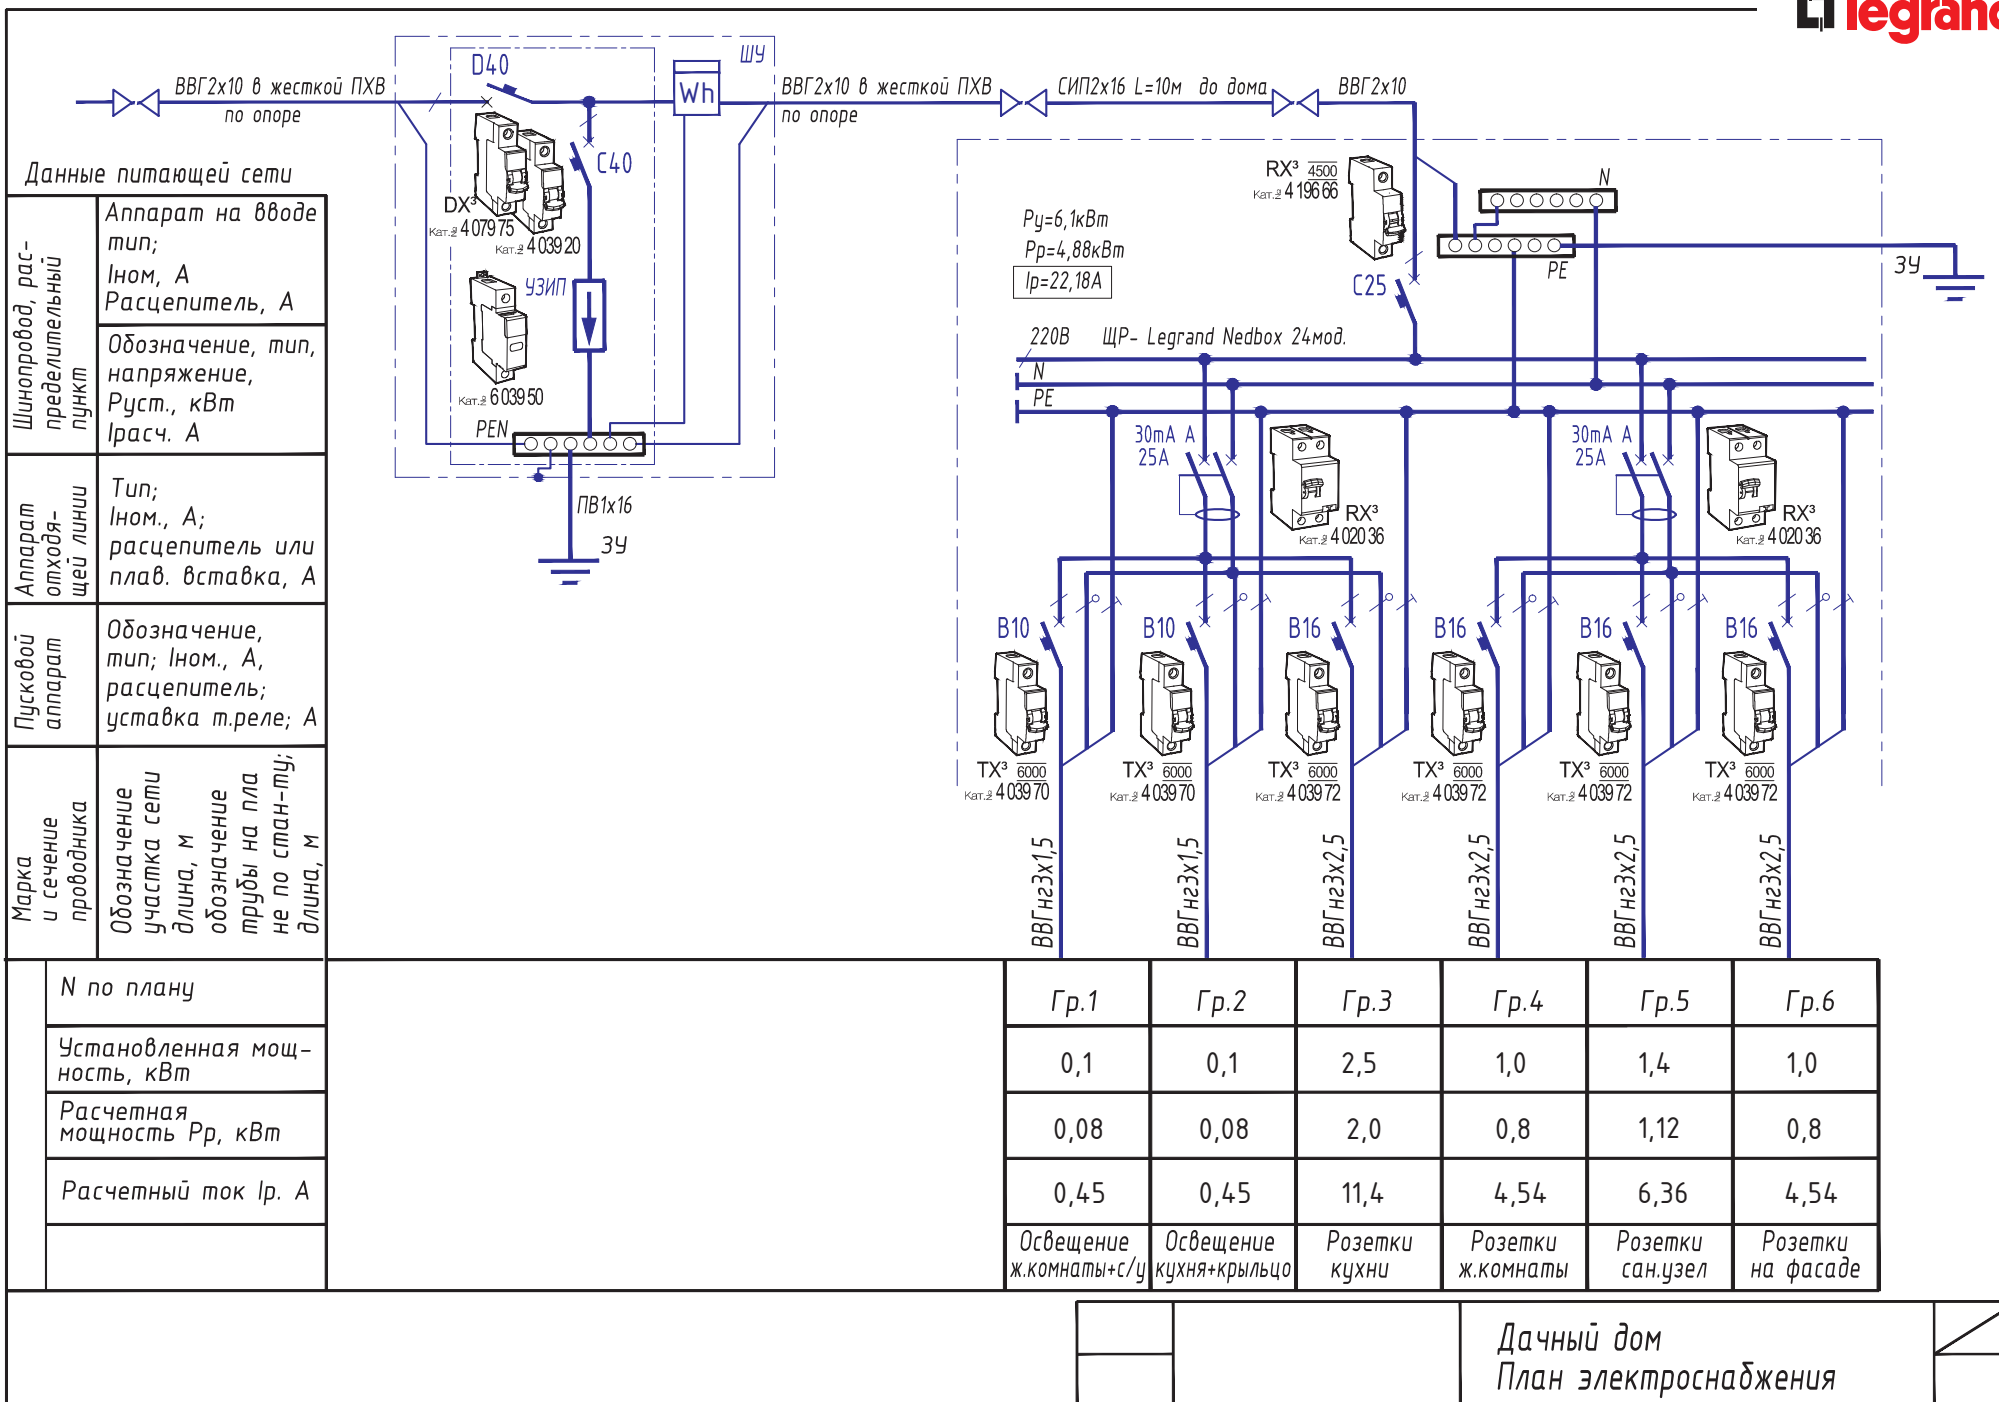 legrand
ВВГ2х10 в жесткой ПХВ
по опоре
D40
ШУ
Wh
ВВГ2х10 в жесткой ПХВ
по опоре
СИП2х16 L=10м до дома
ВВГ2х10
C40
DX³
Кат.№ 4 079 75
Кат.№ 4 039 20
УЗИП
Кат.№ 6 039 50
PEN
ПВ1х16
ЗУ
Данные питающей сети
Шинопровод, рас-
пределительный
пункт
Аппарат на вводе
тип;
Iном, А
Расцепитель, А
Обозначение, тип,
напряжение,
Руст., кВт
Iрасч. А
Аппарат
отходя-
щей линии
Тип;
Iном., А;
расцепитель или
плав. вставка, А
Пусковой
аппарат
Обозначение,
тип; Iном., А,
расцепитель;
уставка т.реле; А
Марка
и сечение
проводника
Обозначение
участка сети
длина, м
обозначение
трубы на пла
не по стан-ту;
длина, м
RX³ 4500
Кат.№ 4 196 66
N
PE
ЗУ
Ру=6,1кВт
Рр=4,88кВт
Iр=22,18А
C25
220В ЩР- Legrand Nedbox 24мод.
N
PE
30mA A
25A
RX³
Кат.№ 4 020 36
30mA A
25A
RX³
Кат.№ 4 020 36
B10
B10
B16
B16
B16
B16
TX³ 6000
Кат.№ 4 039 70
TX³ 6000
Кат.№ 4 039 70
TX³ 6000
Кат.№ 4 039 72
TX³ 6000
Кат.№ 4 039 72
TX³ 6000
Кат.№ 4 039 72
TX³ 6000
Кат.№ 4 039 72
ВВГнг3х1,5
ВВГнг3х1,5
ВВГнг3х2,5
ВВГнг3х2,5
ВВГнг3х2,5
ВВГнг3х2,5
N по плану
Гр.1 Гр.2 Гр.3 Гр.4 Гр.5 Гр.6
Установленная мощ-
ность, кВт
0,1 0,1 2,5 1,0 1,4 1,0
Расчетная
мощность Рр, кВт
0,08 0,08 2,0 0,8 1,12 0,8
Расчетный ток Iр. А
0,45 0,45 11,4 4,54 6,36 4,54
Освещение
ж.комнаты+с/у
Освещение
кухня+крыльцо
Розетки
кухни
Розетки
ж.комнаты
Розетки
сан.узел
Розетки
на фасаде
Дачный дом
План электроснабжения